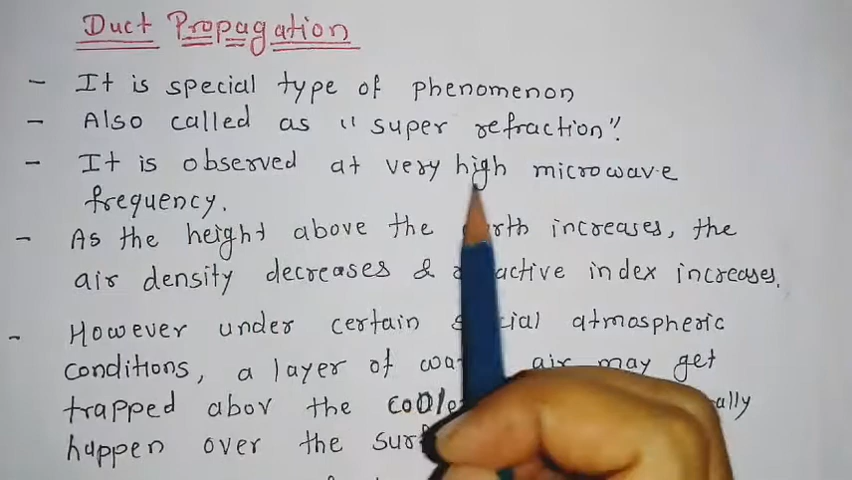 Duct Propagation
- It is special type of phenomenon
- Also called as "super refraction".
- It is observed at very high microwave
frequency.
- As the height above the increases, the
air density decreases & index increases.
- However under certain atmospheric
conditions, a layer of air may get
trapped abov the
happen over the